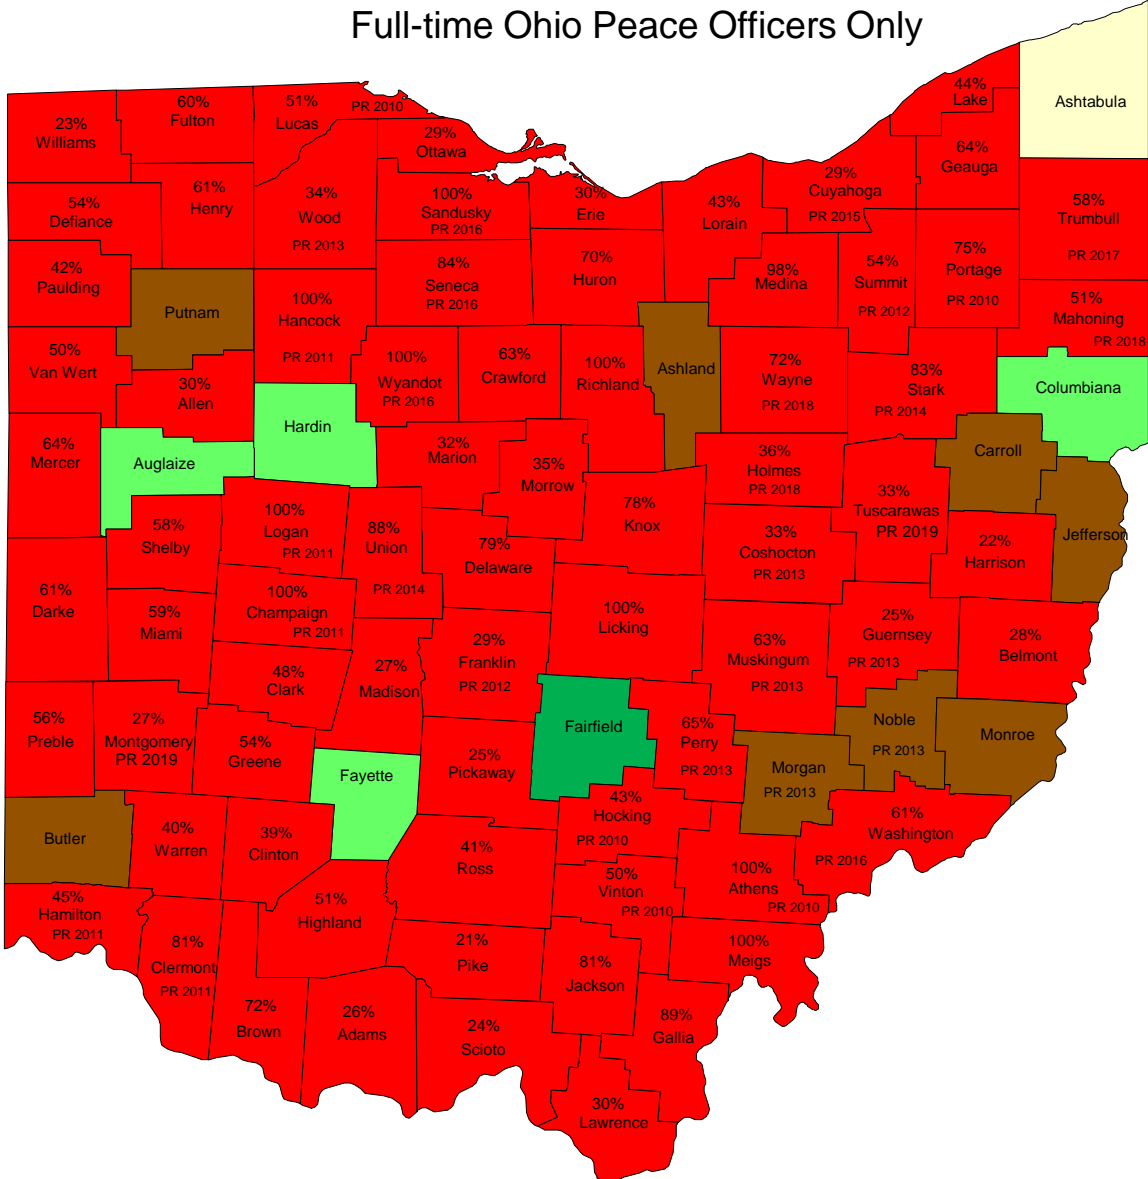 Full-time Ohio Peace Officers Only
44%
Lake
Ashtabula
23%
Williams
60%
Fulton
51%
Lucas
PR 2010
29%
Ottawa
64%
Geauga
54%
Defiance
61%
Henry
34%
Wood
PR 2013
100%
Sandusky
PR 2016
30%
Erie
43%
Lorain
29%
Cuyahoga
PR 2015
58%
Trumbull
PR 2017
42%
Paulding
Putnam
100%
Hancock
PR 2011
84%
Seneca
PR 2016
70%
Huron
98%
Medina
54%
Summit
PR 2012
75%
Portage
PR 2010
51%
Mahoning
PR 2018
50%
Van Wert
30%
Allen
Hardin
100%
Wyandot
PR 2016
63%
Crawford
100%
Richland
Ashland
72%
Wayne
PR 2018
83%
Stark
PR 2014
Columbiana
64%
Mercer
Auglaize
32%
Marion
35%
Morrow
36%
Holmes
PR 2018
33%
Tuscarawas
PR 2019
Carroll
Jefferson
58%
Shelby
100%
Logan
PR 2011
88%
Union
PR 2014
79%
Delaware
78%
Knox
33%
Coshocton
PR 2013
22%
Harrison
61%
Darke
59%
Miami
100%
Champaign
PR 2011
100%
Licking
25%
Guernsey
PR 2013
28%
Belmont
48%
Clark
27%
Madison
29%
Franklin
PR 2012
63%
Muskingum
PR 2013
56%
Preble
27%
Montgomery
PR 2019
54%
Greene
Fayette
25%
Pickaway
Fairfield
65%
Perry
PR 2013
Morgan
PR 2013
Noble
PR 2013
Monroe
Butler
40%
Warren
39%
Clinton
41%
Ross
43%
Hocking
PR 2010
61%
Washington
PR 2016
45%
Hamilton
PR 2011
51%
Highland
50%
Vinton
PR 2010
100%
Athens
PR 2010
81%
Clermont
PR 2011
21%
Pike
81%
Jackson
100%
Meigs
72%
Brown
26%
Adams
24%
Scioto
89%
Gallia
30%
Lawrence